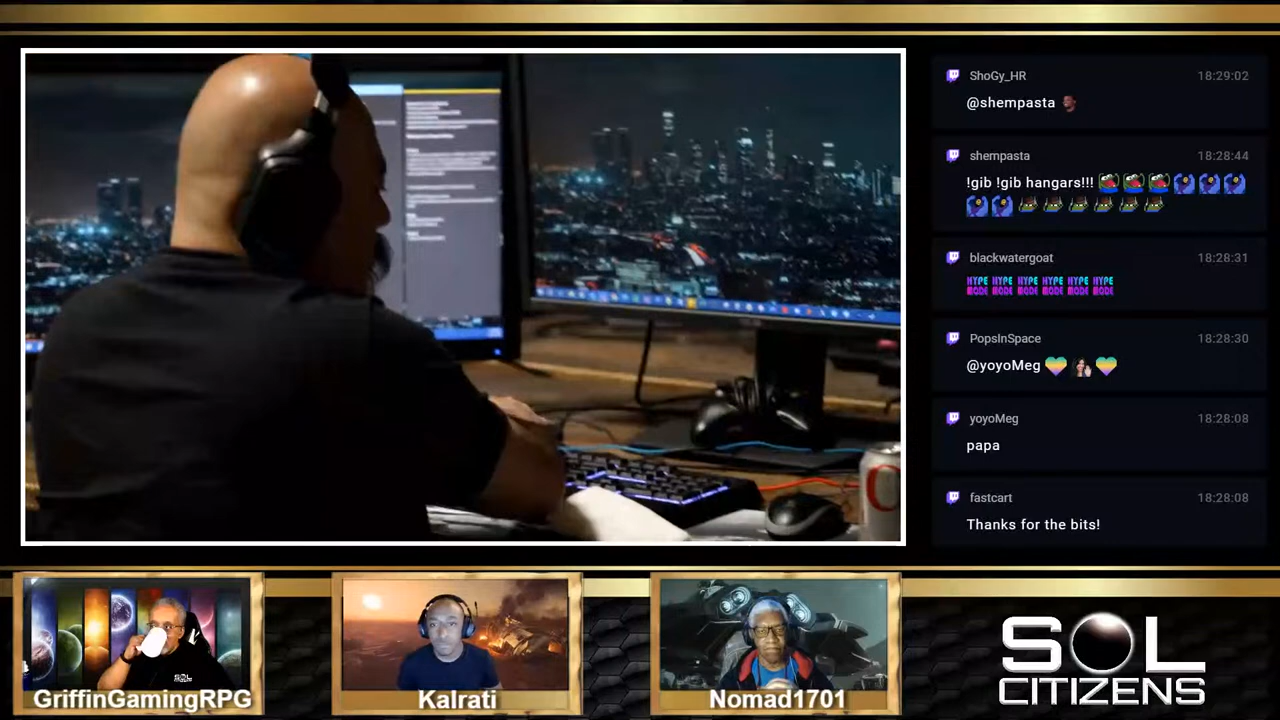 ShoGy_HR 18:29:02
@shempasta
shempasta 18:28:44
!gib !gib hangars!!!
blackwatergoat 18:28:31
HYPE MODE HYPE MODE HYPE MODE HYPE MODE HYPE MODE HYPE MODE
PopsInSpace 18:28:30
@yoyoMeg
yoyoMeg 18:28:08
papa
fastcart 18:28:08
Thanks for the bits!
GriffinGamingRPG
Kalrati
Nomad1701
SOL
CITIZENS